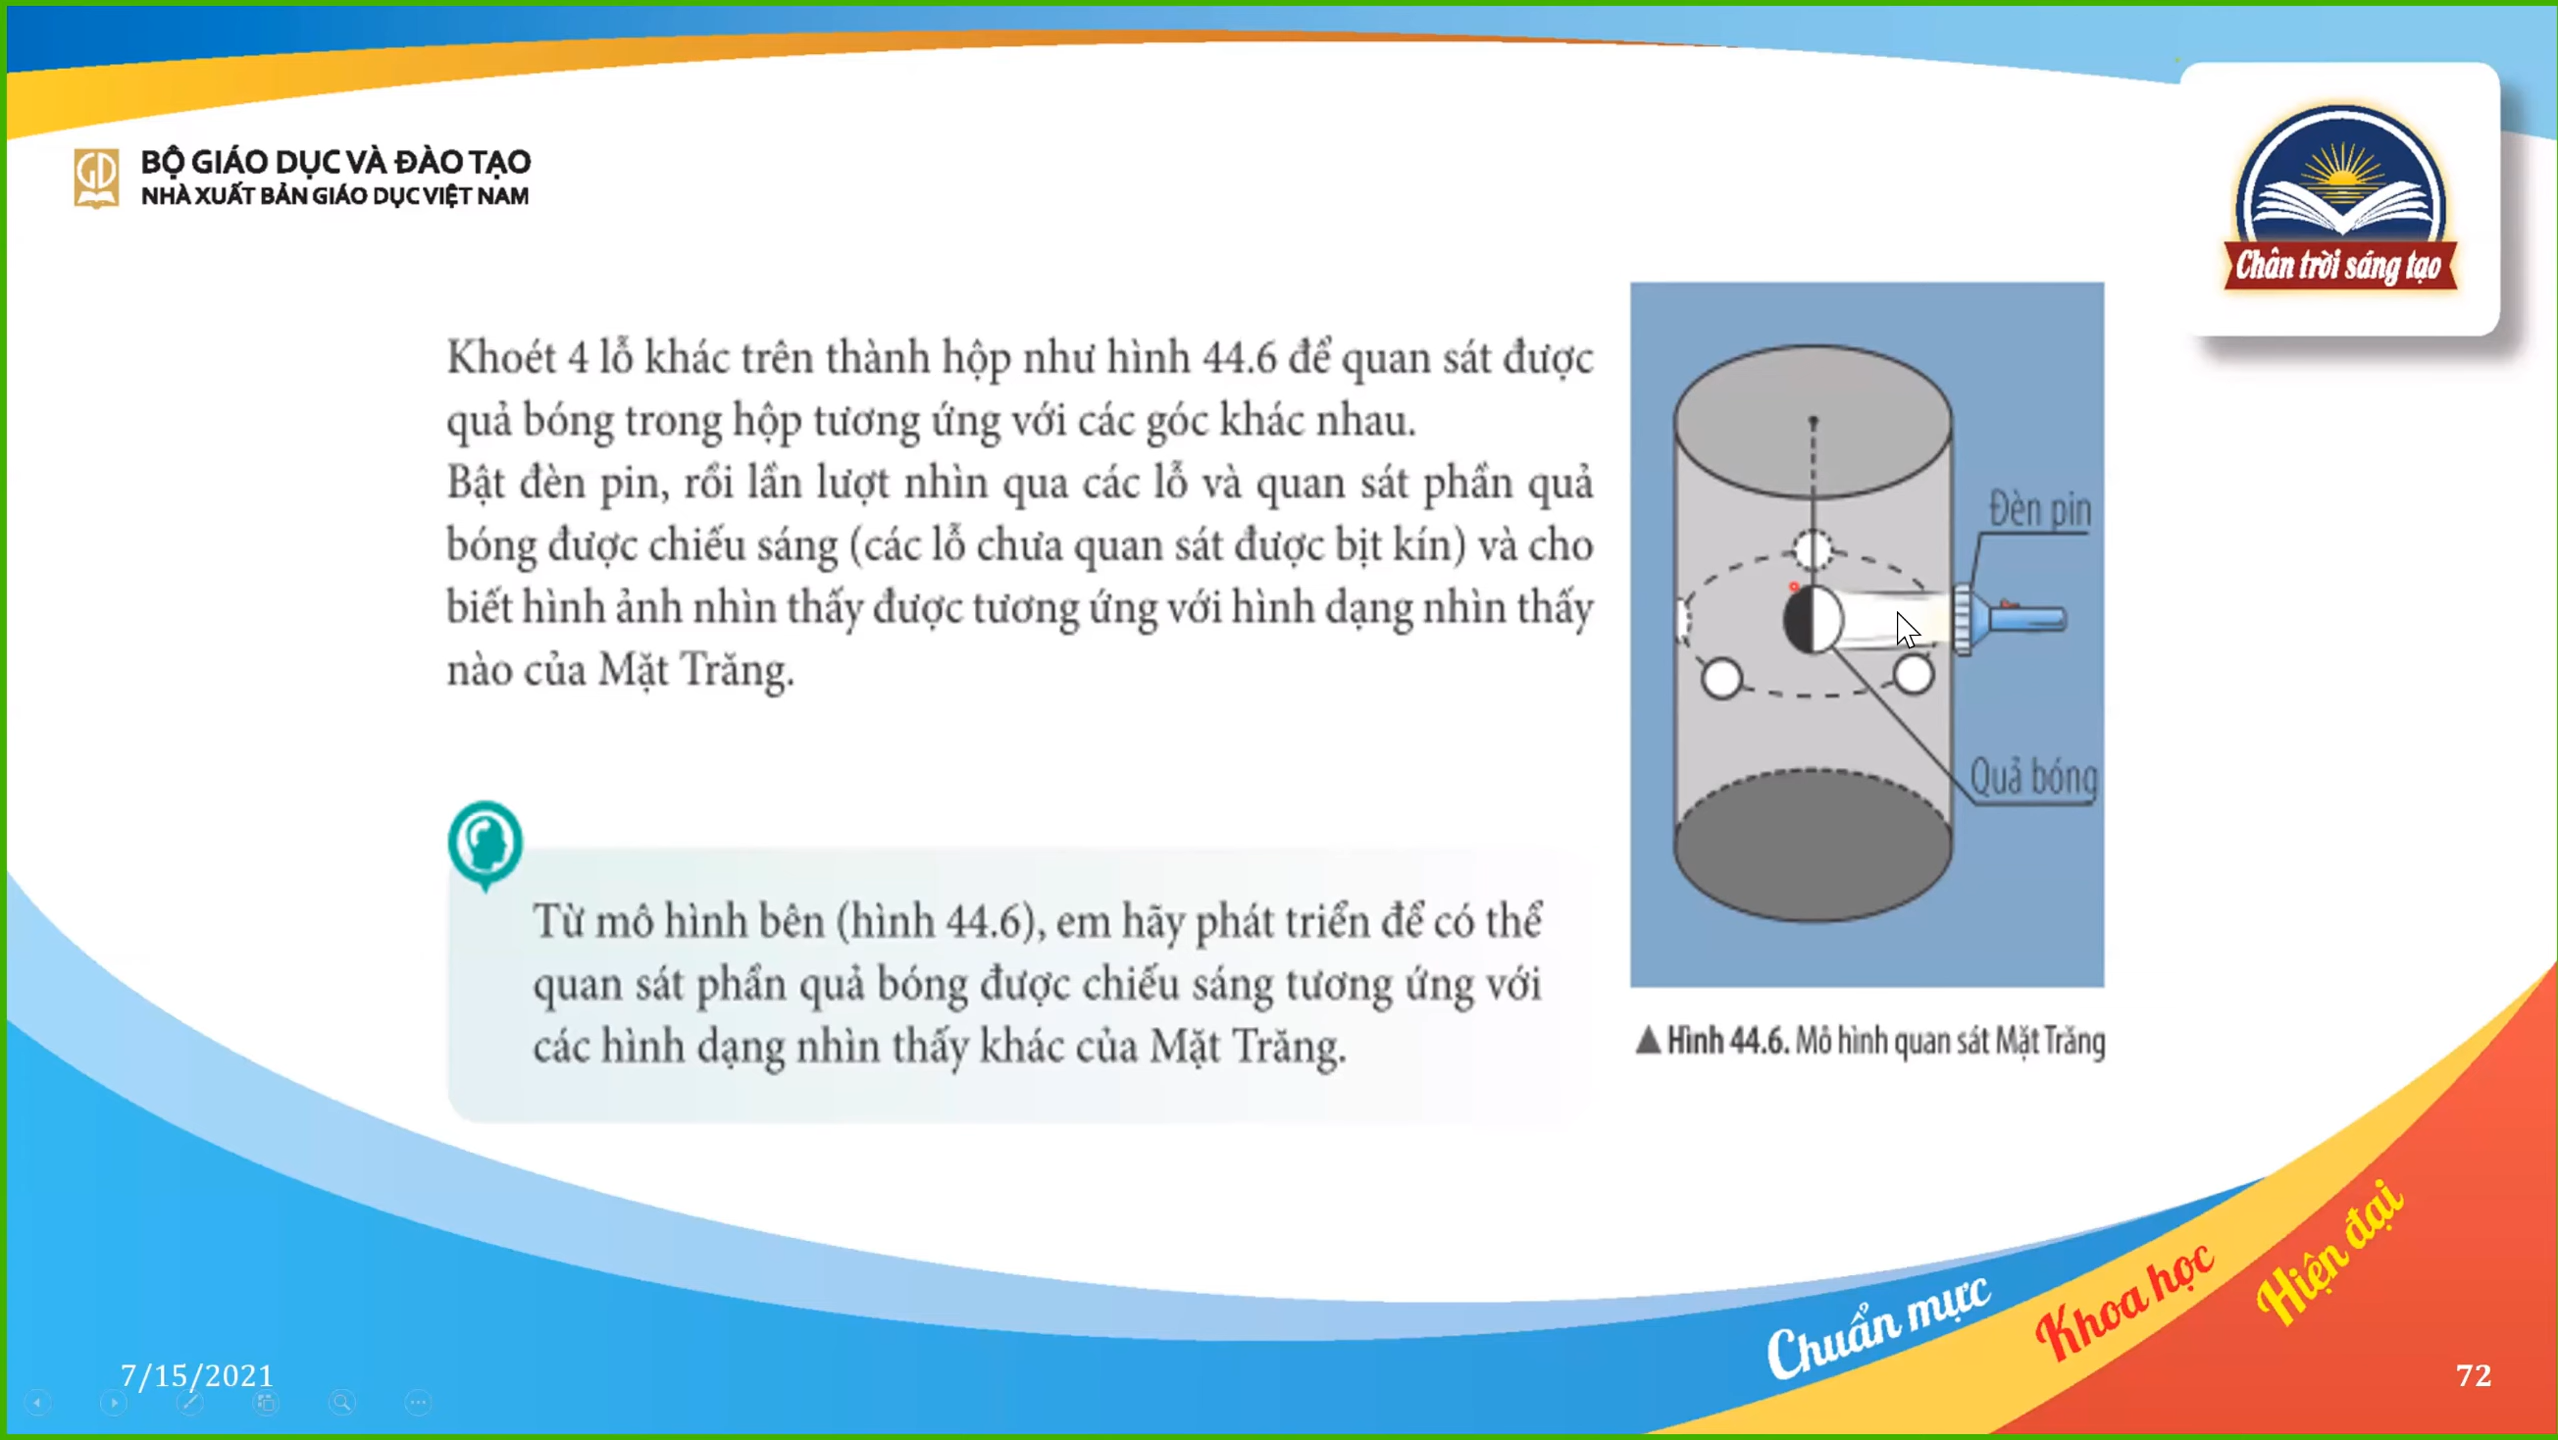 BỘ GIÁO DỤC VÀ ĐÀO TẠO
NHÀ XUẤT BẢN GIÁO DỤC VIỆT NAM
Chân trời sáng tạo
Khoét 4 lỗ khác trên thành hộp như hình 44.6 để quan sát được
quả bóng trong hộp tương ứng với các góc khác nhau.
Bật đèn pin, rồi lần lượt nhìn qua các lỗ và quan sát phần quả
bóng được chiếu sáng (các lỗ chưa quan sát được bịt kín) và cho
biết hình ảnh nhìn thấy được tương ứng với hình dạng nhìn thấy
nào của Mặt Trăng.
Đèn pin
Quả bóng
▲ Hình 44.6. Mô hình quan sát Mặt Trăng
Từ mô hình bên (hình 44.6), em hãy phát triển để có thể
quan sát phần quả bóng được chiếu sáng tương ứng với
các hình dạng nhìn thấy khác của Mặt Trăng.
Chuẩn mực
Khoa học
Hiện đại
7/15/2021
72